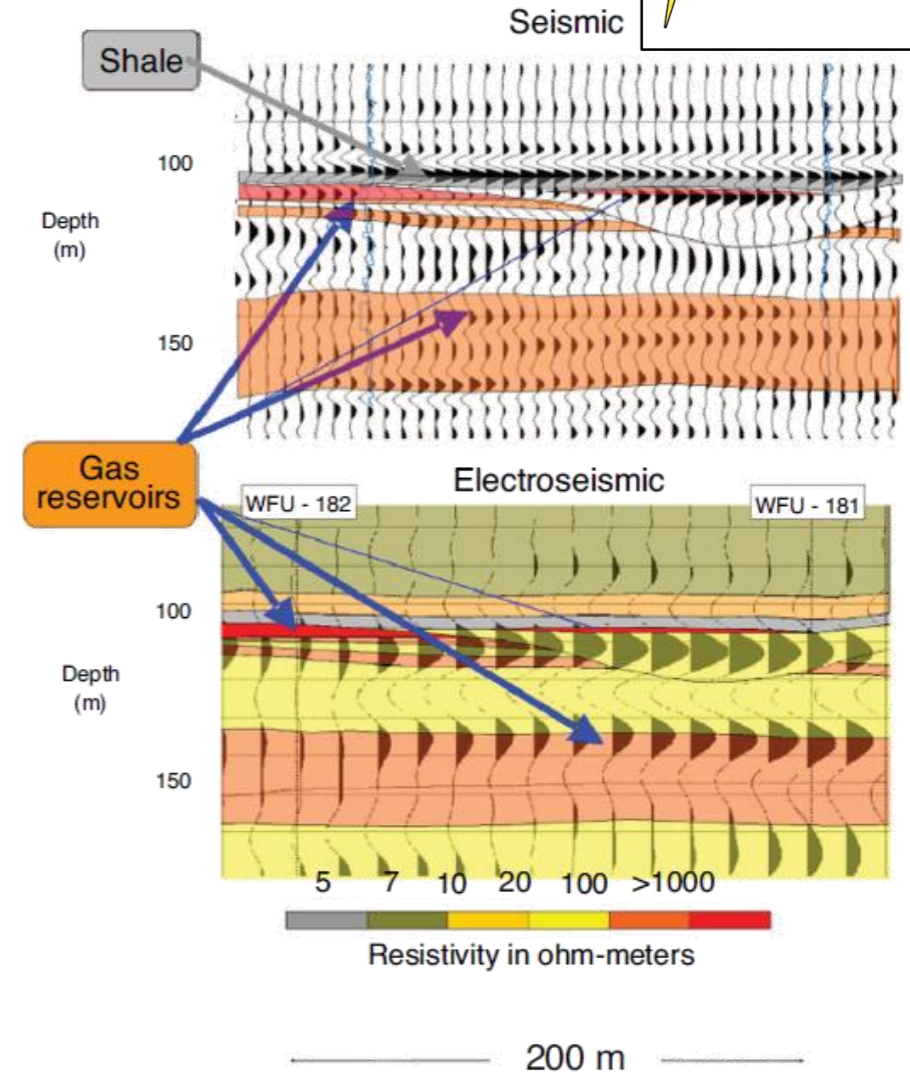 Seismic
Shale
100
Depth
(m)
150
Gas
reservoirs
Electroseismic
WFU - 182
WFU - 181
100
Depth
(m)
150
5 7 10 20 100 >1000
Resistivity in ohm-meters
200 m